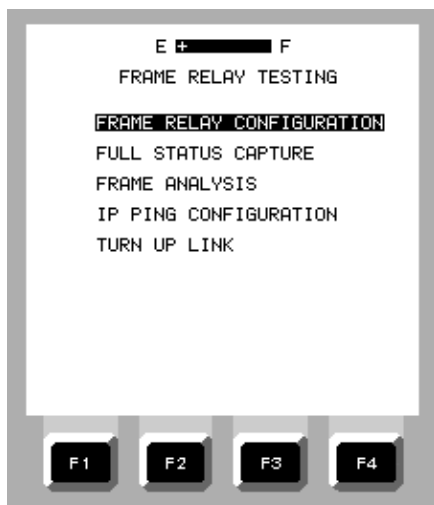 E + F
FRAME RELAY TESTING
FRAME RELAY CONFIGURATION
FULL STATUS CAPTURE
FRAME ANALYSIS
IP PING CONFIGURATION
TURN UP LINK
F1 F2 F3 F4